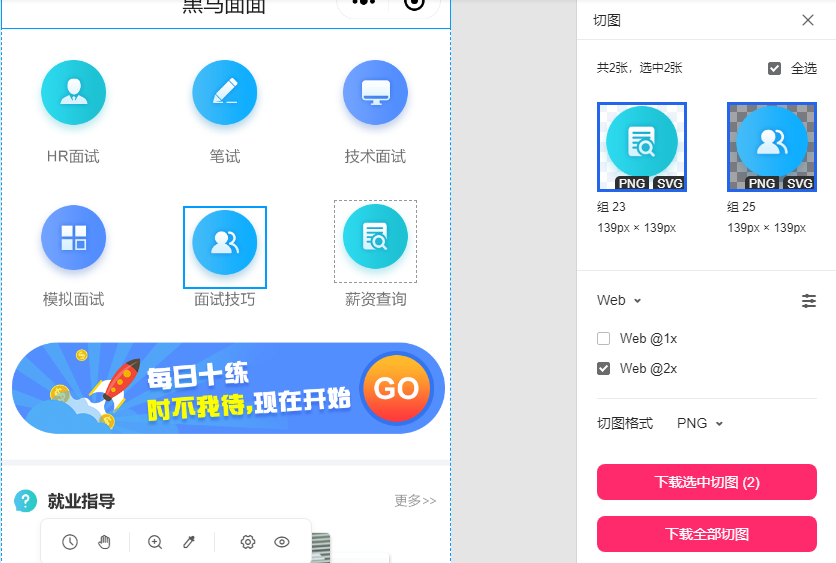 黑马面面
HR面试
笔试
技术面试
模拟面试
面试技巧
薪资查询
每日十练
时不我待,现在开始
GO
就业指导
更多>>
切图
共2张，选中2张
全选
PNG SVG
PNG SVG
组 23
139px × 139px
组 25
139px × 139px
Web
Web @1x
Web @2x
切图格式 PNG
下载选中切图 (2)
下载全部切图